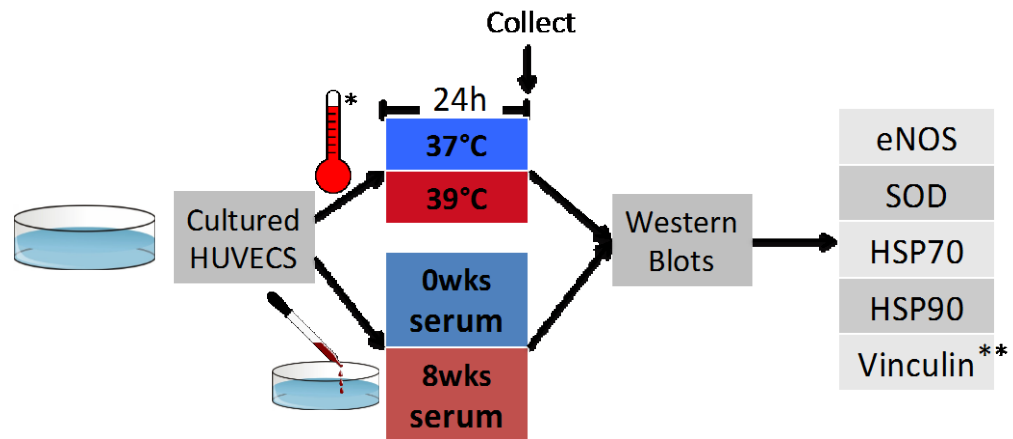 Collect
*
24h
37°C
39°C
Cultured
HUVECS
0wks
serum
8wks
serum
Western
Blots
eNOS
SOD
HSP70
HSP90
Vinculin**